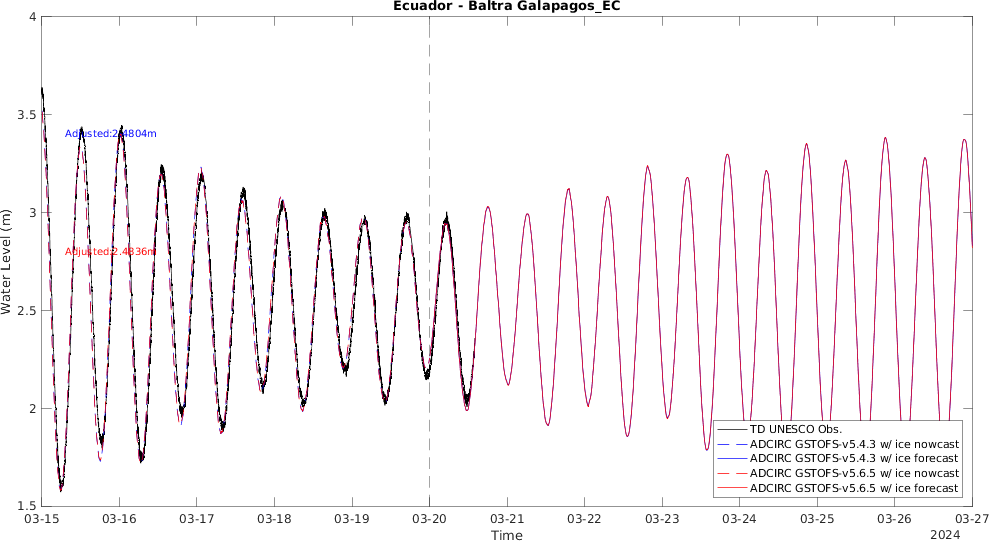 Ecuador - Baltra Galapagos_EC
4
3.5
3
2.5
2
1.5
Water Level (m)
Adjusted:2.4804m
Adjusted:2.4836m
TD UNESCO Obs.
ADCIRC GSTOFS-v5.4.3 w/ ice nowcast
ADCIRC GSTOFS-v5.4.3 w/ ice forecast
ADCIRC GSTOFS-v5.6.5 w/ ice nowcast
ADCIRC GSTOFS-v5.6.5 w/ ice forecast
03-15 03-16 03-17 03-18 03-19 03-20 03-21 03-22 03-23 03-24 03-25 03-26 03-27
Time
2024